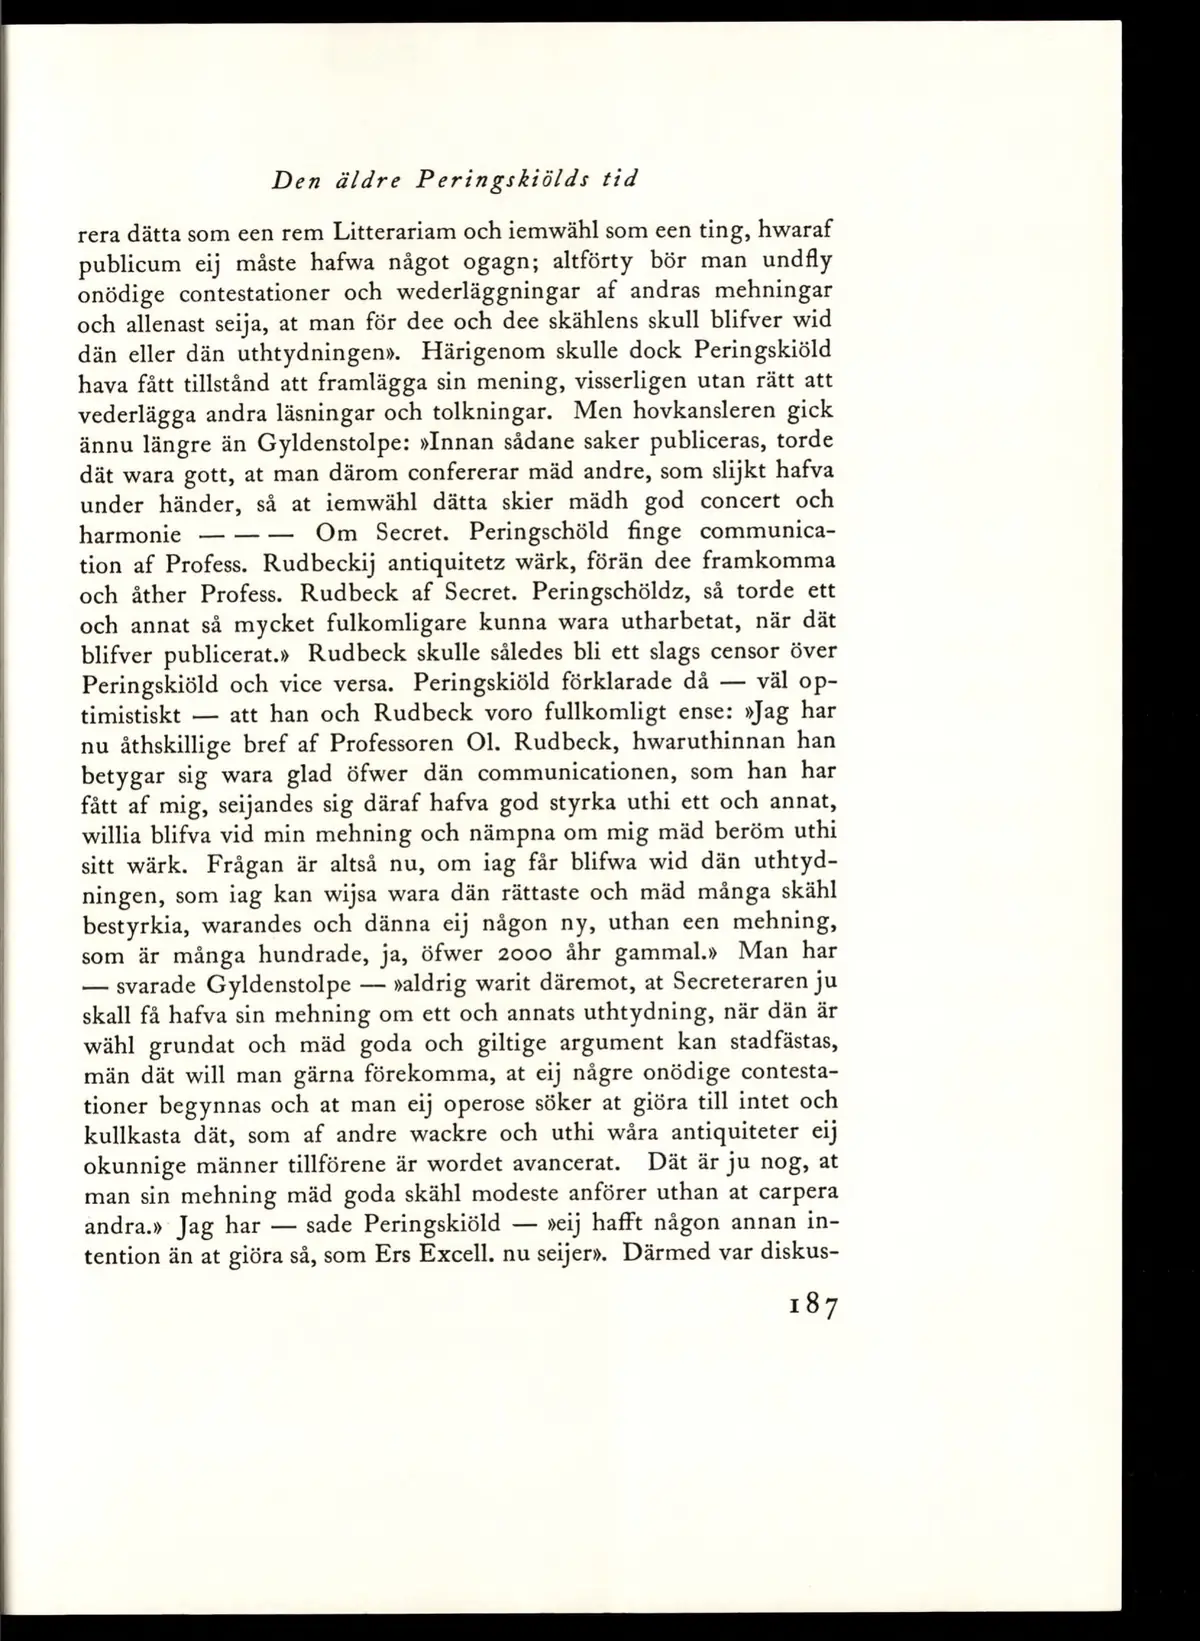 Den äldre Peringskiölds tid
rera dätta som een rem Litterariam och iemwähl som een ting, hwaraf
publicum eij måste hafwa något ogagn; altförty bör man undfly
onödige contestationer och wederläggningar af andras mehningar
och allenast seija, at man för dee och dee skählens skull blifver wid
dän eller dän uthtydningen». Härigenom skulle dock Peringskiöld
hava fått tillstånd att framlägga sin mening, visserligen utan rätt att
vederlägga andra läsningar och tolkningar. Men hovkansleren gick
ännu längre än Gyldenstolpe: »Innan sådane saker publiceras, torde
dät wara gott, at man därom confererar mäd andre, som slijkt hafva
under händer, så at iemwähl dätta skier mädh god concert och
harmonie — — — Om Secret. Peringschöld finge communica-
tion af Profess. Rudbeckij antiquitetz wärk, förän dee framkomma
och åther Profess. Rudbeck af Secret. Peringschöldz, så torde ett
och annat så mycket fulkomligare kunna wara utharbetat, när dät
blifver publicerat.» Rudbeck skulle således bli ett slags censor över
Peringskiöld och vice versa. Peringskiöld förklarade då — väl op-
timistiskt — att han och Rudbeck voro fullkomligt ense: »Jag har
nu åthskillige bref af Professoren Ol. Rudbeck, hwaruthinnan han
betygar sig wara glad öfwer dän communicationen, som han har
fått af mig, seijandes sig däraf hafva god styrka uthi ett och annat,
willia blifva vid min mehning och nämpna om mig mäd beröm uthi
sitt wärk. Frågan är altså nu, om iag får blifwa wid dän uthtyd-
ningen, som iag kan wijsa wara dän rättaste och mäd många skähl
bestyrkia, warandes och dänna eij någon ny, uthan een mehning,
som är många hundrade, ja, öfwer 2000 åhr gammal.» Man har
— svarade Gyldenstolpe — »aldrig warit däremot, at Secreteraren ju
skall få hafva sin mehning om ett och annats uthtydning, när dän är
wähl grundat och mäd goda och giltige argument kan stadfästas,
män dät will man gärna förekomma, at eij någre onödige contesta-
tioner begynnas och at man eij operose söker at giöra till intet och
kullkasta dät, som af andre wackre och uthi wåra antiquiteter eij
okunnige männer tillförene är wordet avancerat. Dät är ju nog, at
man sin mehning mäd goda skähl modeste anförer uthan at carpera
andra.» Jag har — sade Peringskiöld — »eij hafft någon annan in-
tention än at giöra så, som Ers Excell. nu seijer». Därmed var diskus-
187